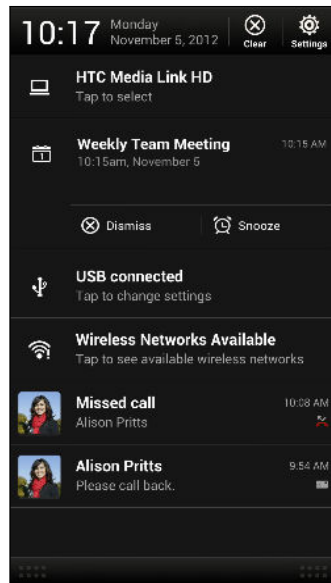 10:17
Monday
November 5, 2012
Clear
Settings
HTC Media Link HD
Tap to select
Weekly Team Meeting
10:15 AM
10:15am, November 5
1
Dismiss
Snooze
USB connected
Tap to change settings
Wireless Networks Available
Tap to see available wireless networks
Missed call
10:08 AM
Alison Pritts
Alison Pritts
9:54 AM
Please call back.